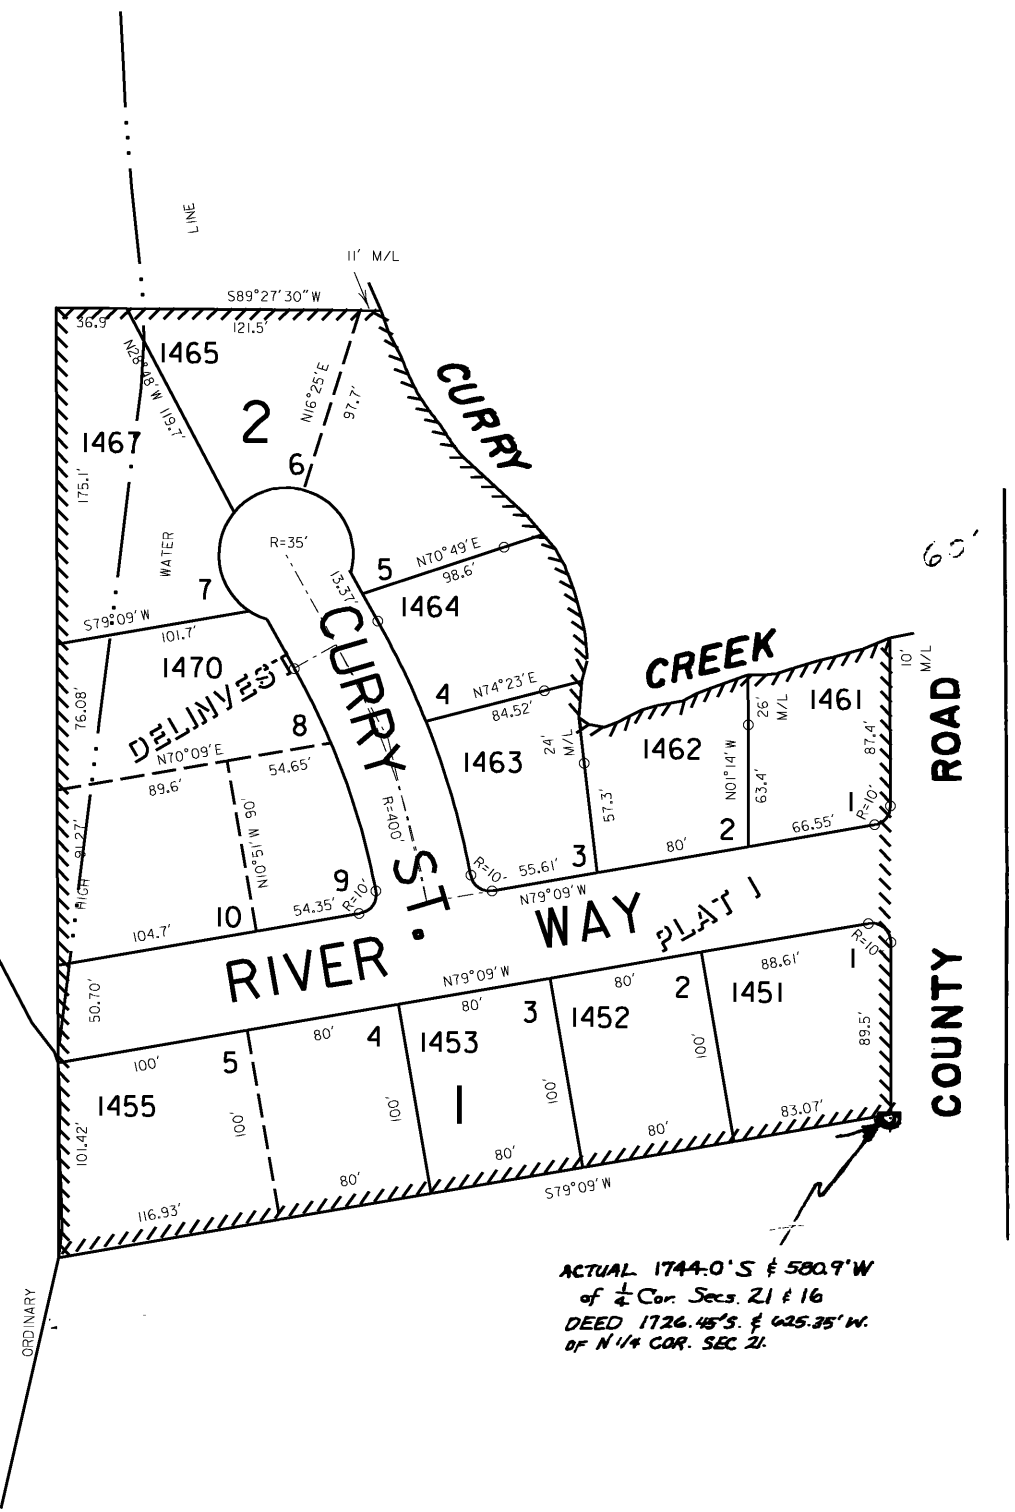 LINE
11' M/L
S89°27'30"W
36.9'
121.5'
1465
N28°48'W 119.7'
N16°25'E
97.7'
CURRY
2
1467
175.1'
6
R=35'
WATER
N70°49'E
98.6'
5
13.37'
60'
7
1464
S79°09'W
101.7'
1470
CURRY ST.
DELINVEST
CREEK
10'
M/L
ROAD
4
N74°23'E
84.52'
76.08'
8
N70°09'E
89.6'
54.65'
1461
26'
M/L
87.4'
24'
M/L
1463
1462
N01°14'W
63.4'
R=400'
57.3'
R=10'
1
66.55'
2
80'
91.27'
N10°51'W 90'
HIGH
9
R=10'
54.35'
R=10'
55.61'
3
N79°09'W
10
104.7'
RIVER WAY
PLAT 1
R=10'
1
88.61'
N79°09'W
50.70'
80'
80'
80'
100'
5
4
3
2
1453
1452
1451
1
1455
100'
100'
100'
100'
89.5'
COUNTY
101.42'
116.93'
80'
80'
80'
83.07'
S79°09'W
ORDINARY
ACTUAL 1744.0'S & 580.9'W
of 1/4 Cor. Secs. 21 & 16
DEED 1726.45'S. & 625.35'W.
OF N 1/4 COR. SEC 21.